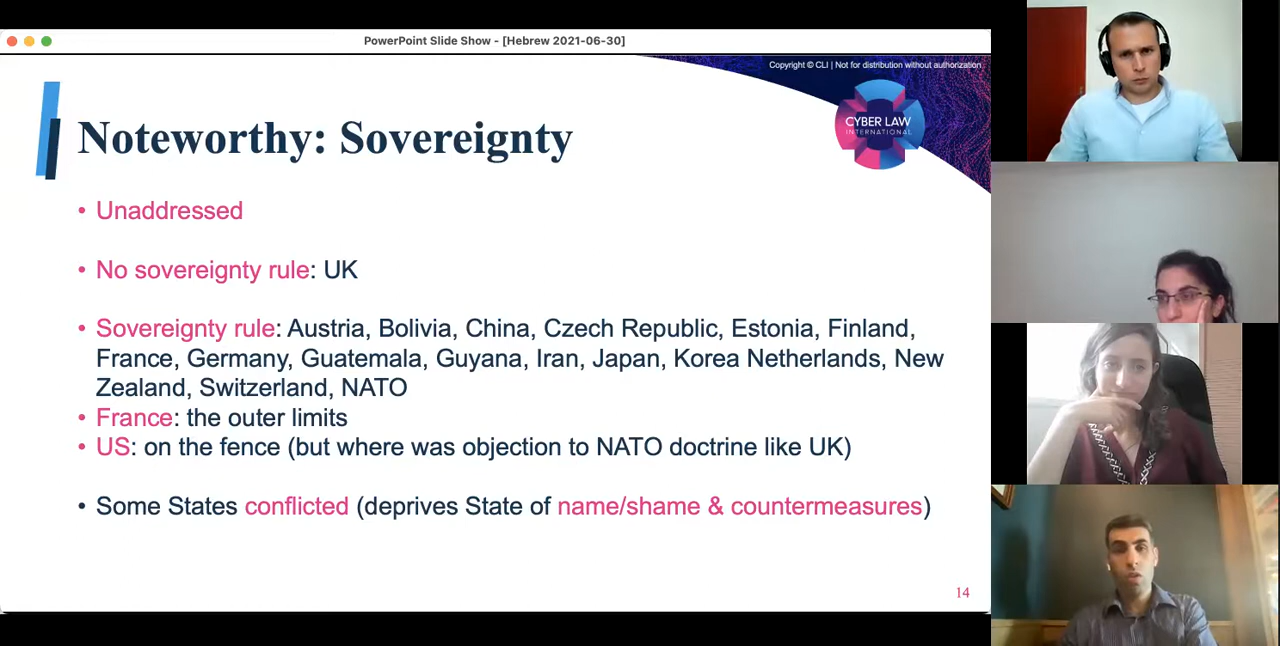 PowerPoint Slide Show - [Hebrew 2021-06-30]
Copyright © CLI | Not for distribution without authorization
CYBER LAW
INTERNATIONAL
Noteworthy: Sovereignty
• Unaddressed
• No sovereignty rule: UK
• Sovereignty rule: Austria, Bolivia, China, Czech Republic, Estonia, Finland,
France, Germany, Guatemala, Guyana, Iran, Japan, Korea Netherlands, New
Zealand, Switzerland, NATO
• France: the outer limits
• US: on the fence (but where was objection to NATO doctrine like UK)
• Some States conflicted (deprives State of name/shame & countermeasures)
14